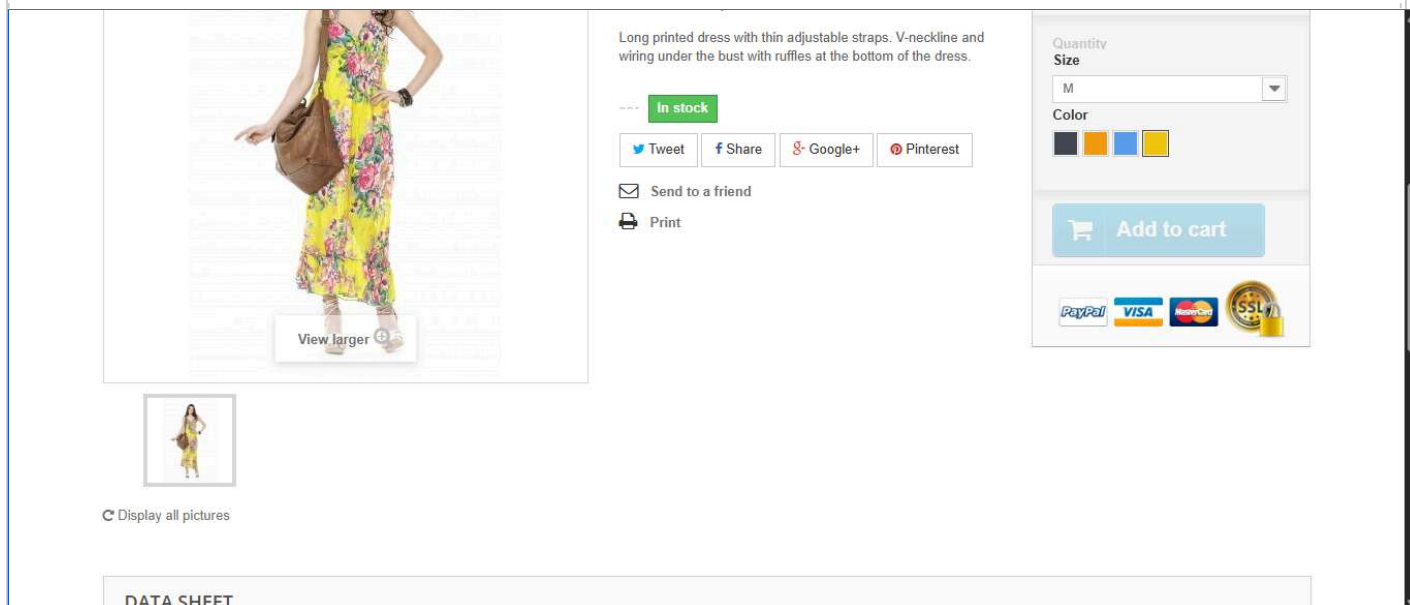 Long printed dress with thin adjustable straps. V-neckline and
wiring under the bust with ruffles at the bottom of the dress.
In stock
Tweet
Share
Google+
Pinterest
Send to a friend
Print
View larger
Display all pictures
Quantity
Size
M
Color
Add to cart
PayPal
VISA
MasterCard
SSL
DATA SHEET